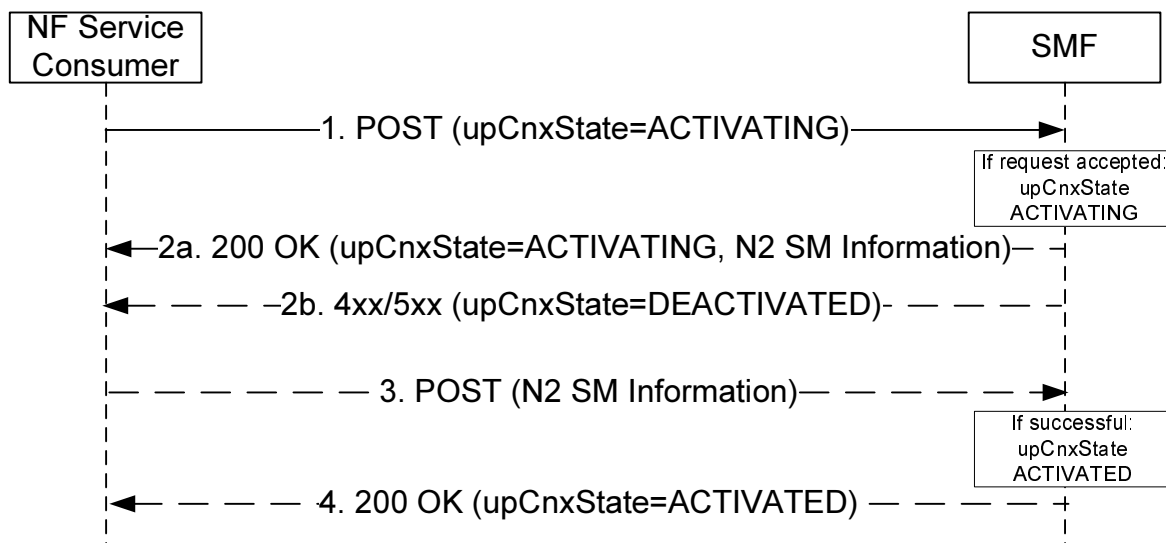 NF Service
Consumer
SMF
1. POST (upCnxState=ACTIVATING)
If request accepted:
upCnxState
ACTIVATING
2a. 200 OK (upCnxState=ACTIVATING, N2 SM Information)
2b. 4xx/5xx (upCnxState=DEACTIVATED)
3. POST (N2 SM Information)
If successful:
upCnxState
ACTIVATED
4. 200 OK (upCnxState=ACTIVATED)